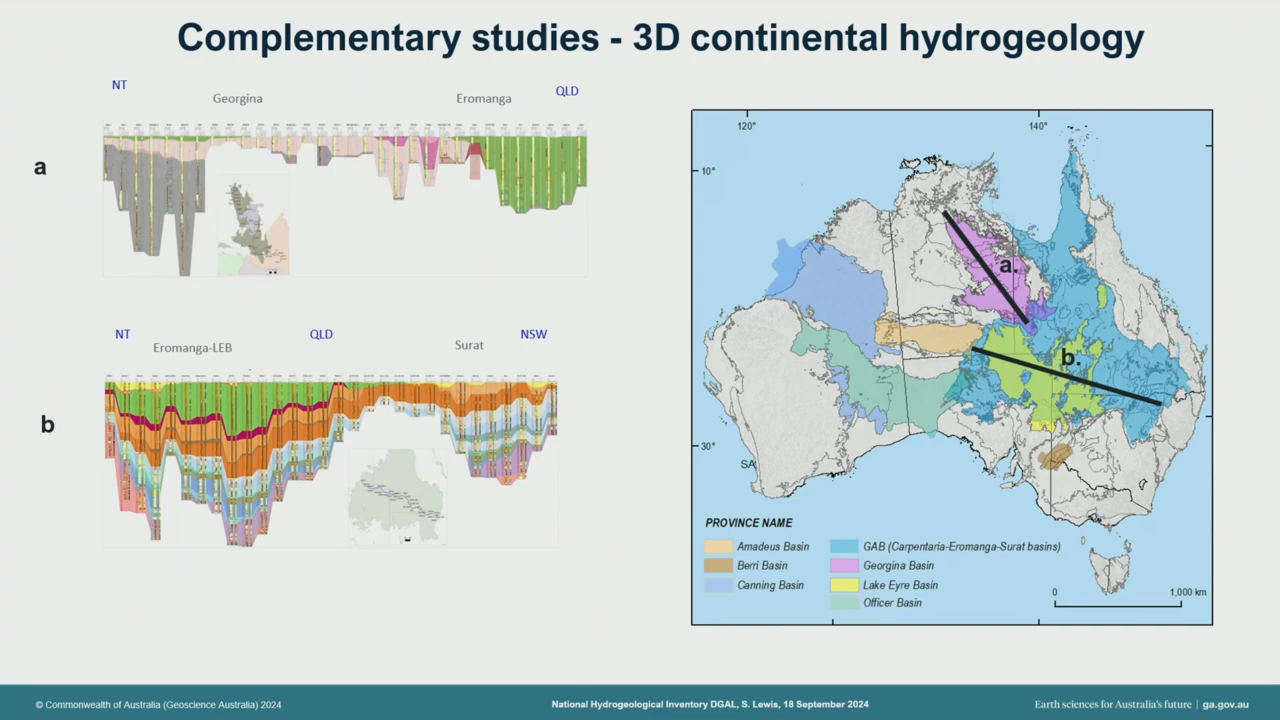 Complementary studies - 3D continental hydrogeology
NT
Georgina
Eromanga
QLD
a
NT
Eromanga-LEB
QLD
Surat
NSW
b
120°
140°
10°
30°
a.
b.
SA
PROVINCE NAME
Amadeus Basin
Berri Basin
Canning Basin
GAB (Carpentaria-Eromanga-Surat basins)
Georgina Basin
Lake Eyre Basin
Officer Basin
0 1,000 km
© Commonwealth of Australia (Geoscience Australia) 2024
National Hydrogeological Inventory DGAL, S. Lewis, 18 September 2024
Earth sciences for Australia's future | ga.gov.au